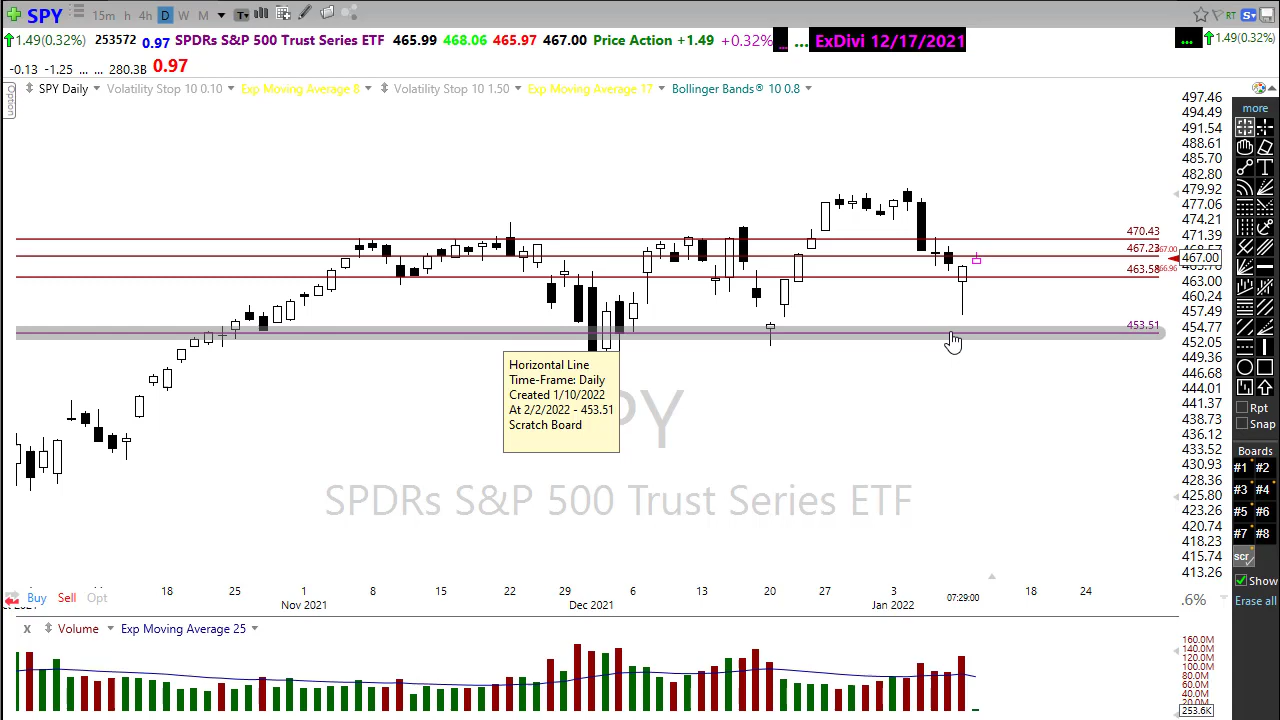 SPY 15m h 4h D W M T RT S
1.49(0.32%) 253572 0.97 SPDRs S&P 500 Trust Series ETF 465.99 468.06 465.97 467.00 Price Action +1.49 +0.32% ... ... ExDivi 12/17/2021 ... 1.49(0.32%)
-0.13 -1.25 ... ... 280.3B 0.97
Option
SPY Daily Volatility Stop 10 0.10 Exp Moving Average 8 Volatility Stop 10 1.50 Exp Moving Average 17 Bollinger Bands® 10 0.8
497.46
494.49
491.54
488.61
485.70
482.80
479.92
477.06
474.21
471.39
467.00
463.00
460.24
457.49
454.77
452.05
449.36
446.68
444.01
441.37
438.73
436.12
433.52
430.93
428.36
425.80
423.26
420.74
418.23
415.74
413.26
470.43
467.23
463.58
453.51
Horizontal Line
Time-Frame: Daily
Created 1/10/2022
At 2/2/2022 - 453.51
Scratch Board
SPDRs S&P 500 Trust Series ETF
18 25 1 8 15 22 29 6 13 20 27 3 07:29:00 18 24
Nov 2021 Dec 2021 Jan 2022
Buy Sell Opt
.6%
X Volume Exp Moving Average 25
160.0M
140.0M
120.0M
100.0M
80.0M
60.0M
40.0M
20.0M
253.6K
more
T
Rpt
Snap
Boards
#1 #2
#3 #4
#5 #6
#7 #8
scr
Show
Erase all